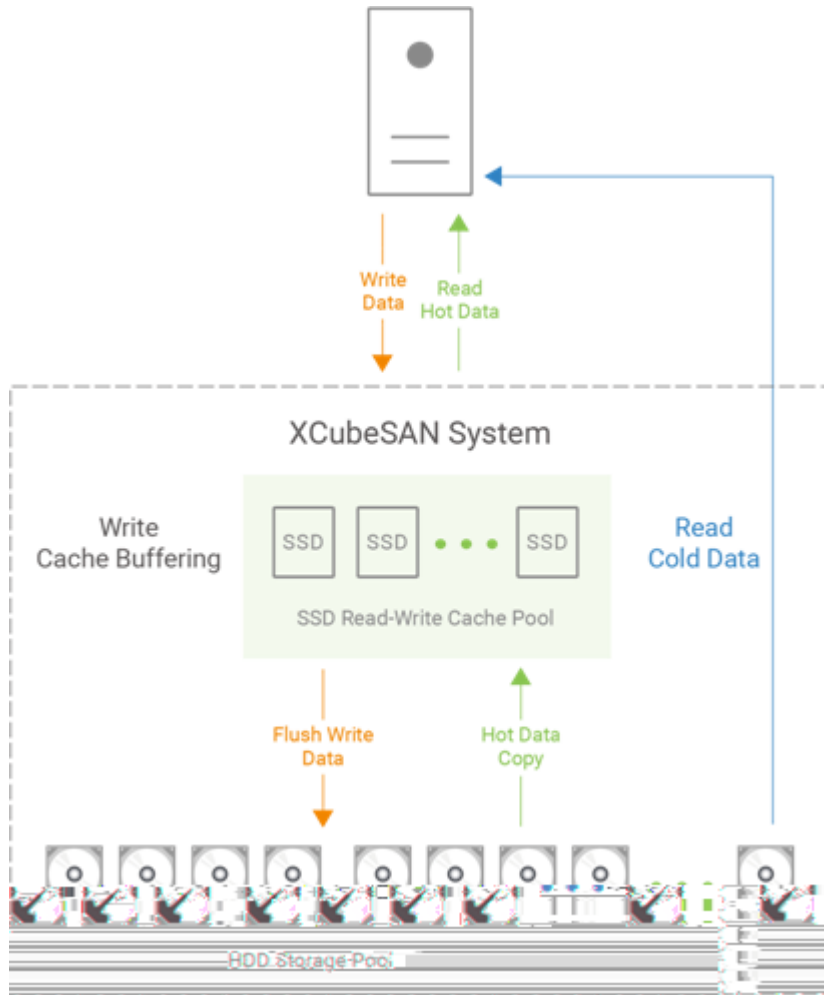 Write
Data
Read
Hot Data
XCubeSAN System
Write
Cache Buffering
SSD
SSD
SSD
Read
Cold Data
SSD Read-Write Cache Pool
Flush Write
Data
Hot Data
Copy
HDD Storage Pool